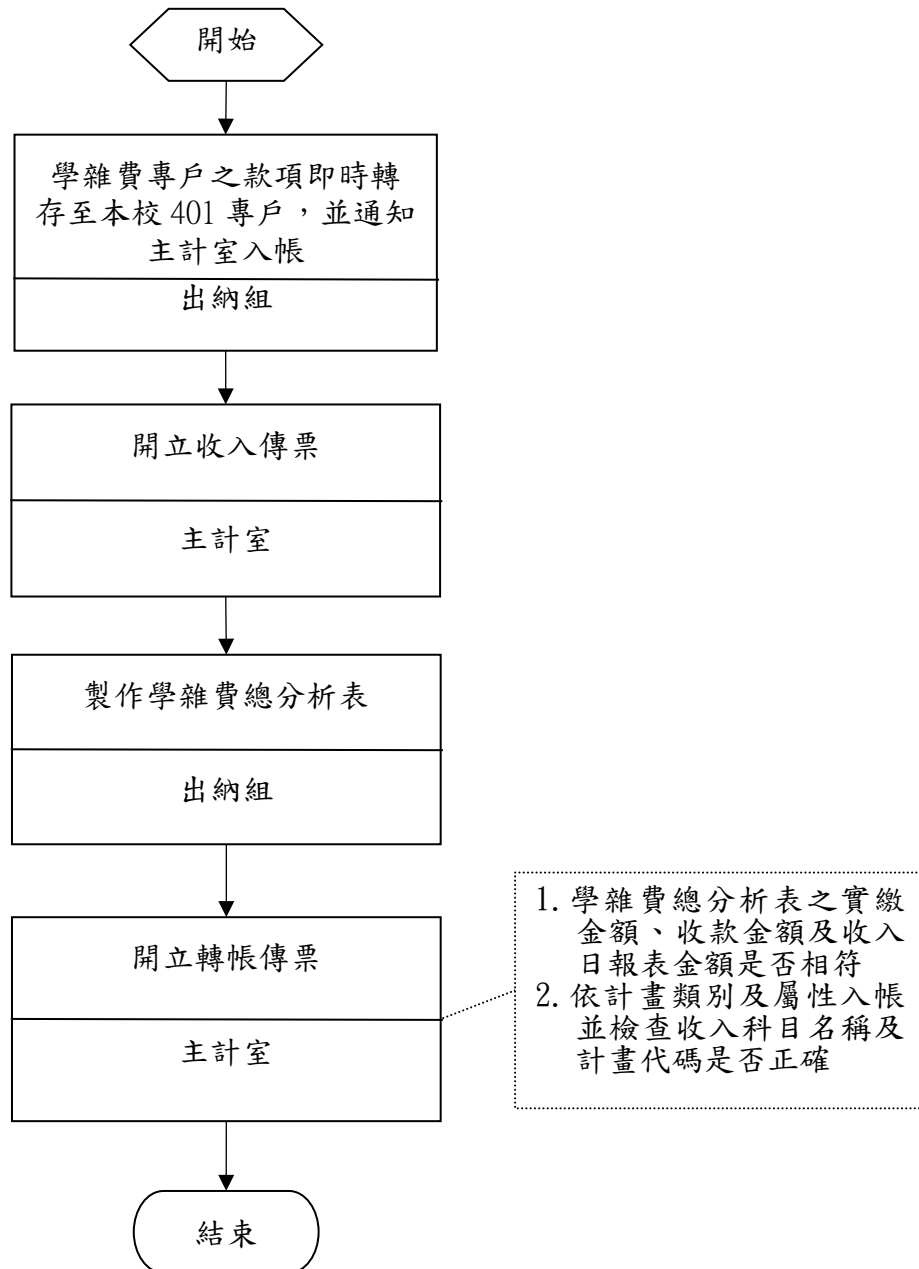 開始
學雜費專戶之款項即時轉
存至本校 401 專戶，並通知
主計室入帳
出納組
開立收入傳票
主計室
製作學雜費總分析表
出納組
開立轉帳傳票
主計室
1. 學雜費總分析表之實繳
金額、收款金額及收入
日報表金額是否相符
2. 依計畫類別及屬性入帳
並檢查收入科目名稱及
計畫代碼是否正確
結束